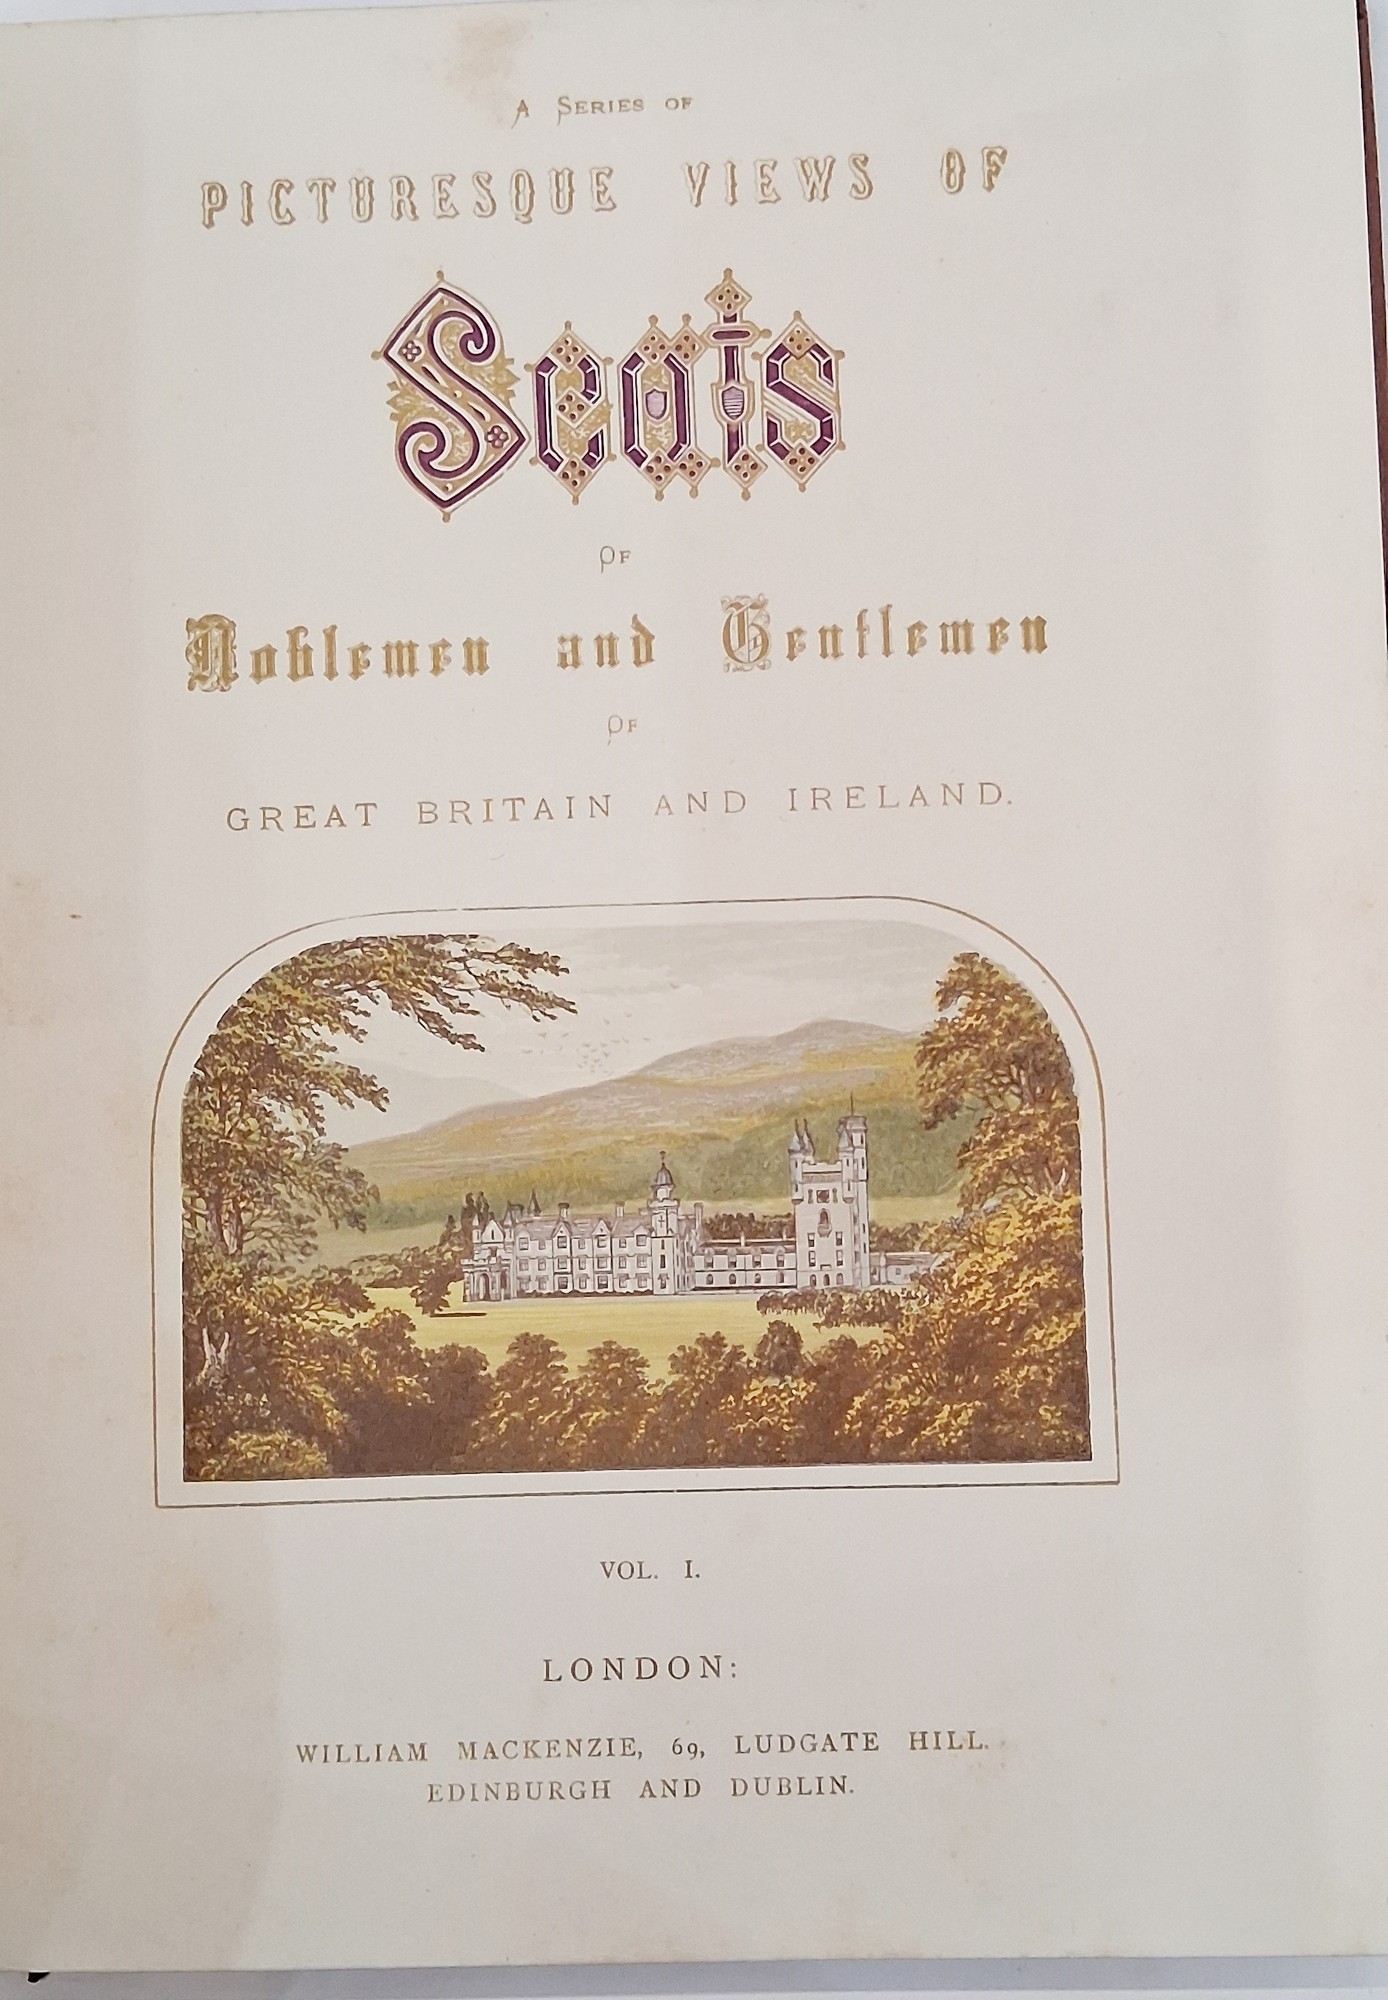 A SERIES OF
PICTURESQUE VIEWS OF
Seats
OF
Noblemen and Gentlemen
OF
GREAT BRITAIN AND IRELAND.
VOL. I.
LONDON:
WILLIAM MACKENZIE, 69, LUDGATE HILL.
EDINBURGH AND DUBLIN.